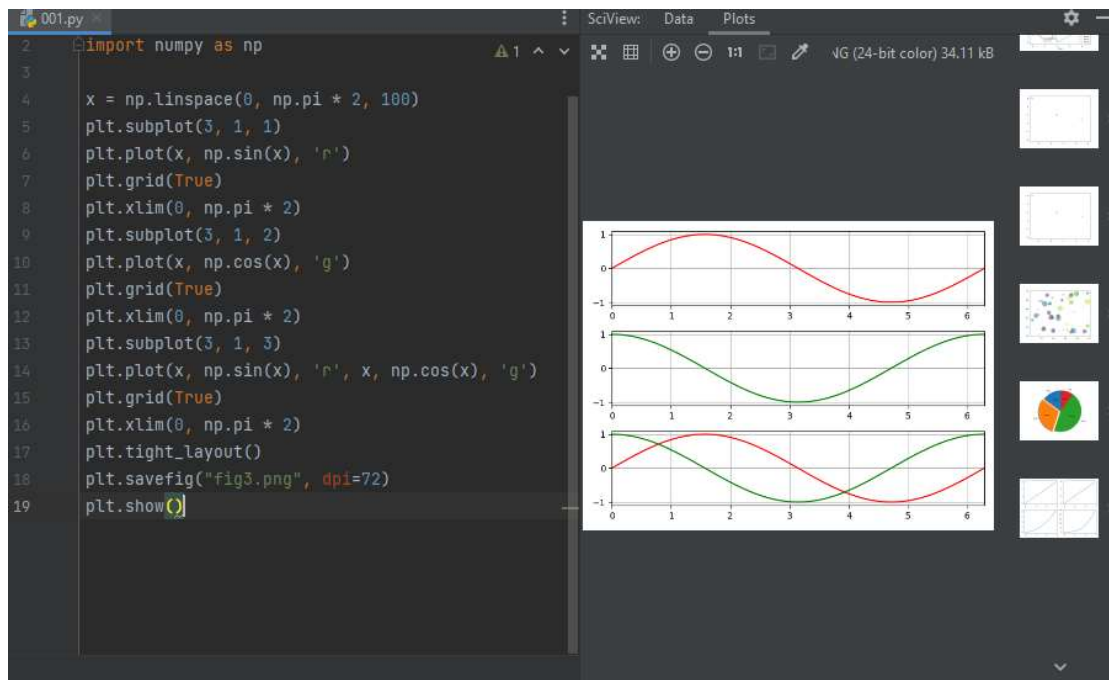 001.py
SciView: Data Plots
1:1
NG (24-bit color) 34.11 kB
1
2 import numpy as np
3
4 x = np.linspace(0, np.pi * 2, 100)
5 plt.subplot(3, 1, 1)
6 plt.plot(x, np.sin(x), 'r')
7 plt.grid(True)
8 plt.xlim(0, np.pi * 2)
9 plt.subplot(3, 1, 2)
10 plt.plot(x, np.cos(x), 'g')
11 plt.grid(True)
12 plt.xlim(0, np.pi * 2)
13 plt.subplot(3, 1, 3)
14 plt.plot(x, np.sin(x), 'r', x, np.cos(x), 'g')
15 plt.grid(True)
16 plt.xlim(0, np.pi * 2)
17 plt.tight_layout()
18 plt.savefig("fig3.png", dpi=72)
19 plt.show()
1
0
−1
0 1 2 3 4 5 6
1
0
−1
0 1 2 3 4 5 6
1
0
−1
0 1 2 3 4 5 6